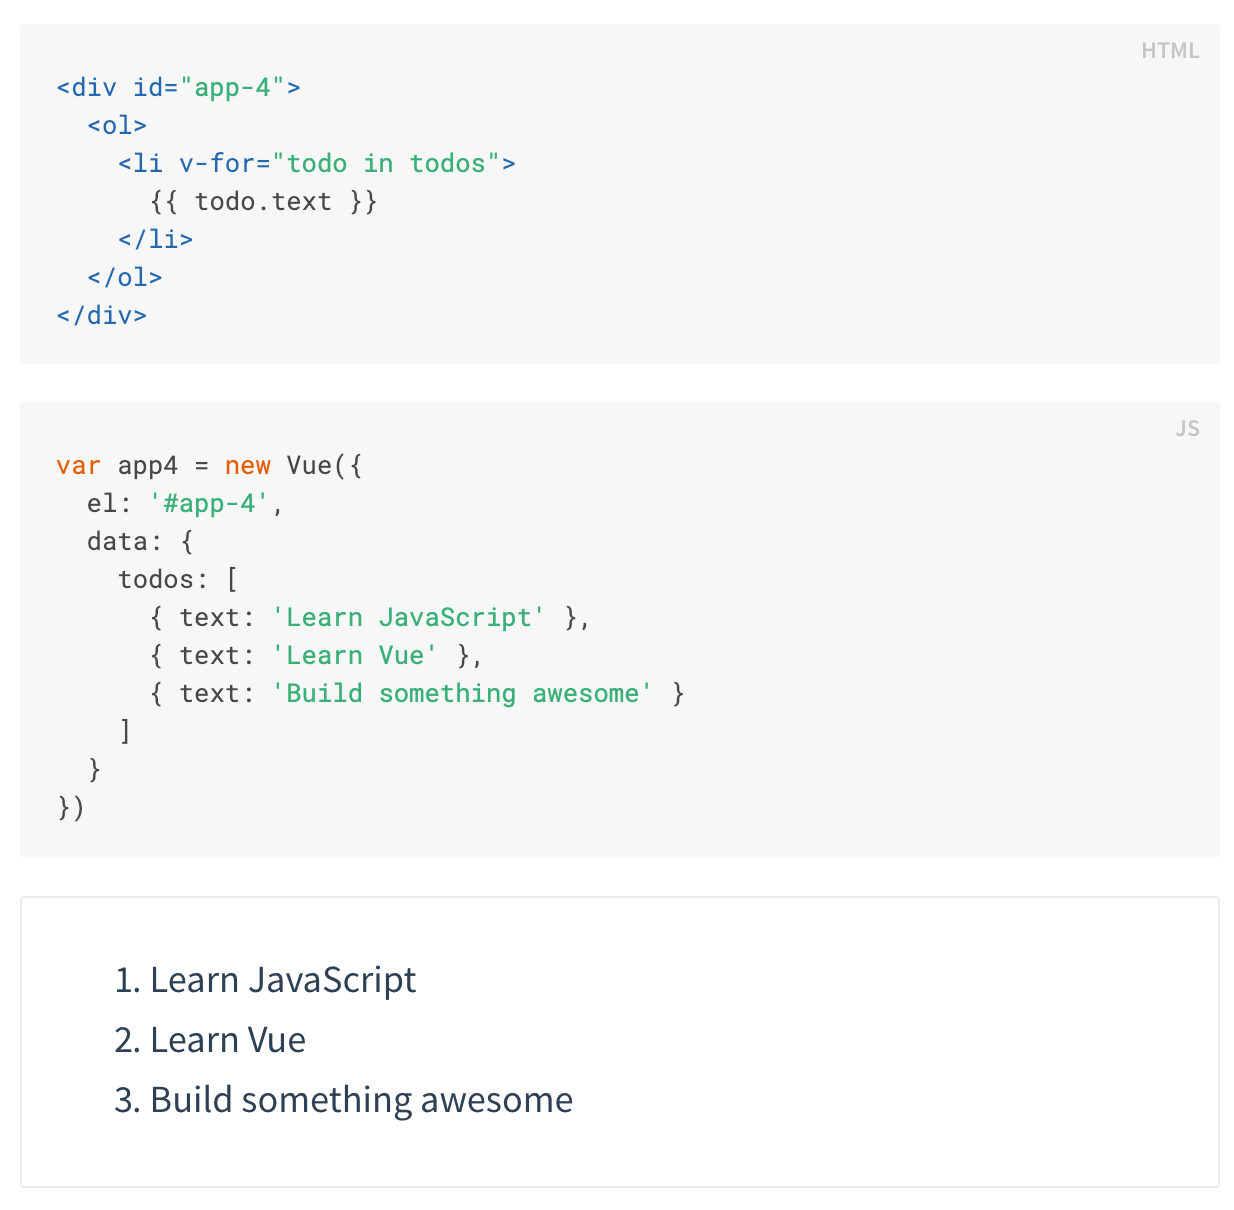 HTML
<div id="app-4">
  <ol>
    <li v-for="todo in todos">
      {{ todo.text }}
    </li>
  </ol>
</div>
JS
var app4 = new Vue({
  el: '#app-4',
  data: {
    todos: [
      { text: 'Learn JavaScript' },
      { text: 'Learn Vue' },
      { text: 'Build something awesome' }
    ]
  }
})
1. Learn JavaScript
2. Learn Vue
3. Build something awesome